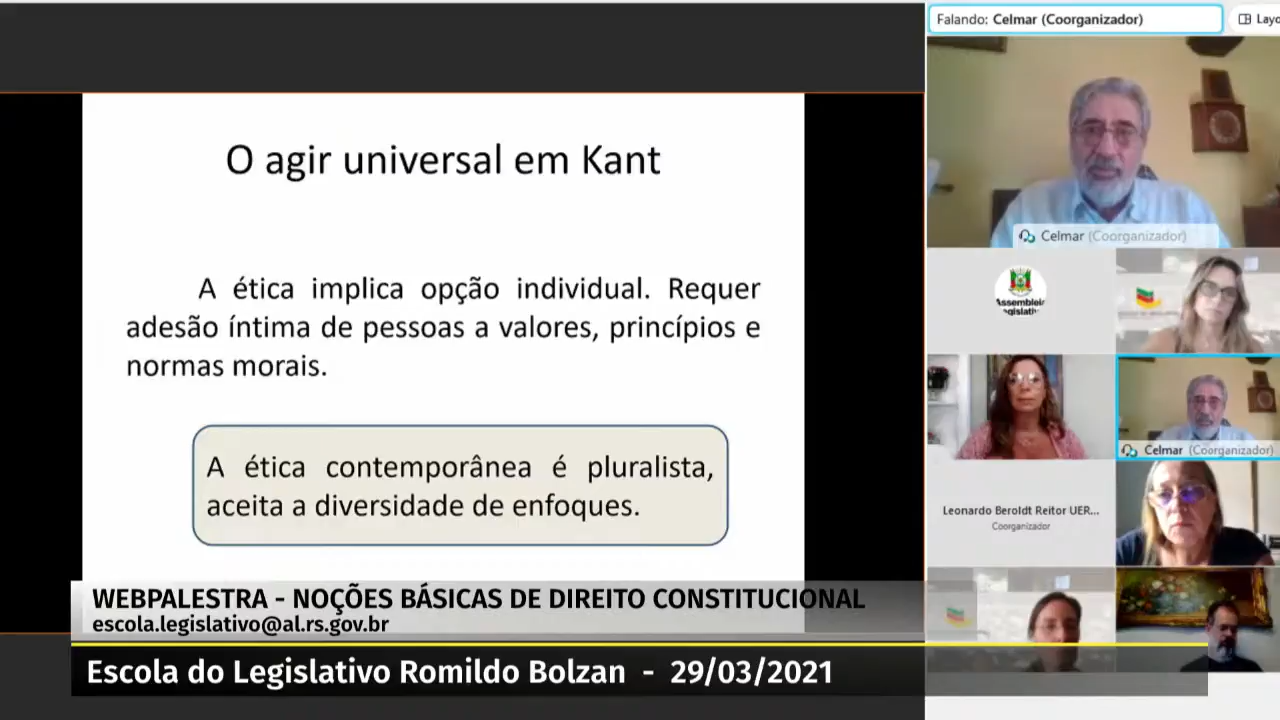 Falando: Celmar (Coorganizador)
O agir universal em Kant
A ética implica opção individual. Requer
adesão íntima de pessoas a valores, princípios e
normas morais.
A ética contemporânea é pluralista,
aceita a diversidade de enfoques.
Celmar (Coorganizador)
Assembleia
Legislativ
Celmar (Coorganizador)
Leonardo Beroldt Reitor UER...
Coorganizador
WEBPALESTRA - NOÇÕES BÁSICAS DE DIREITO CONSTITUCIONAL
escola.legislativo@al.rs.gov.br
Escola do Legislativo Romildo Bolzan - 29/03/2021